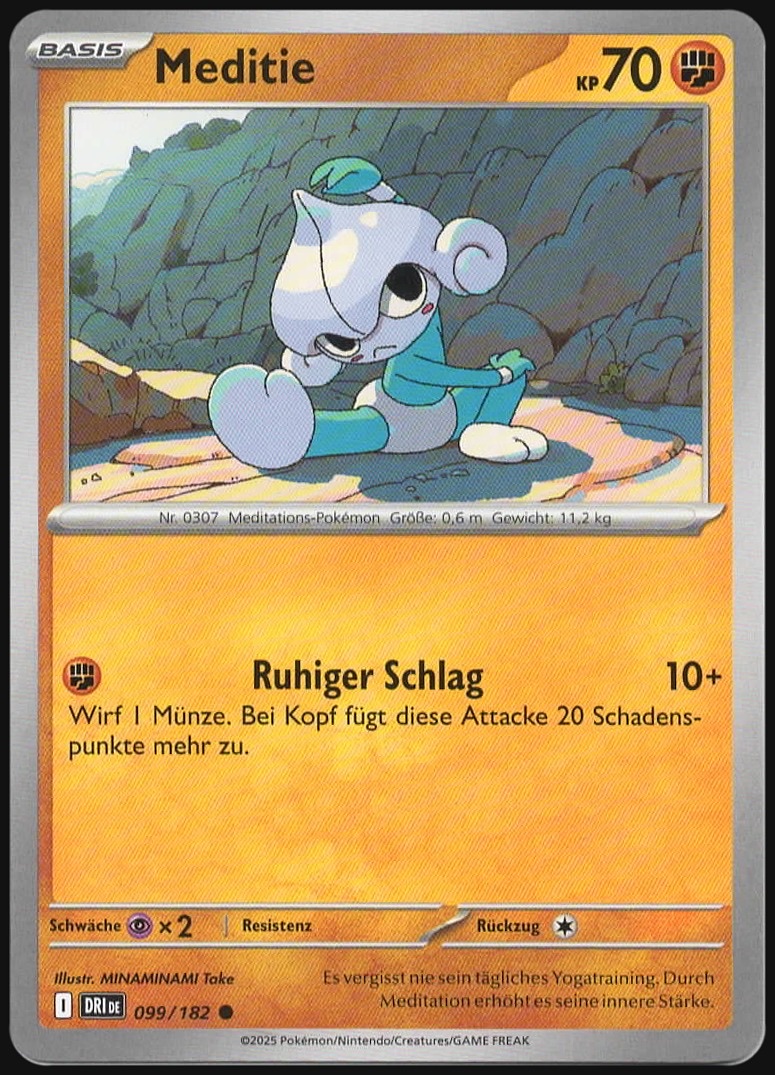 BASIS
Meditie
KP 70
Nr. 0307 Meditations-Pokémon Größe: 0,6 m Gewicht: 11,2 kg
Ruhiger Schlag 10+
Wirf 1 Münze. Bei Kopf fügt diese Attacke 20 Schadens-
punkte mehr zu.
Schwäche ×2 Resistenz Rückzug
Illustr. MINAMINAMI Take
Es vergisst nie sein tägliches Yogatraining. Durch
Meditation erhöht es seine innere Stärke.
I DRI DE 099/182
©2025 Pokémon/Nintendo/Creatures/GAME FREAK